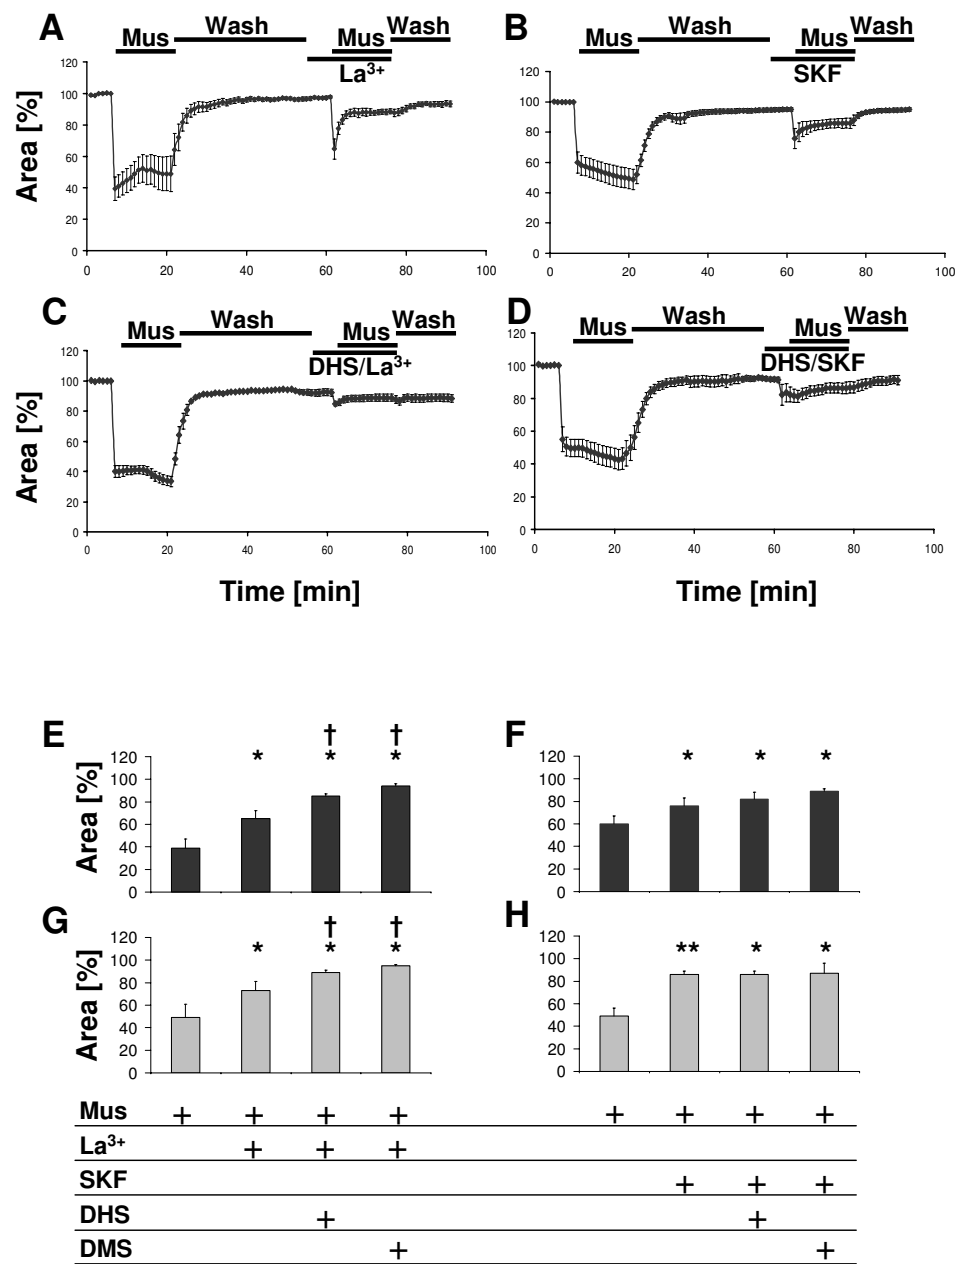 A
Mus
Wash
Mus
Wash
La³⁺
Area [%]
120
100
80
60
40
20
0
0
20
40
60
80
100
B
Mus
Wash
Mus
Wash
SKF
120
100
80
60
40
20
0
0
20
40
60
80
100
C
Mus
Wash
Mus
Wash
DHS/La³⁺
Area [%]
120
100
80
60
40
20
0
0
20
40
60
80
100
Time [min]
D
Mus
Wash
Mus
Wash
DHS/SKF
120
100
80
60
40
20
0
0
20
40
60
80
100
Time [min]
E
Area [%]
120
100
80
60
40
20
0
* 
† *
† *
F
120
100
80
60
40
20
0
* * *
G
Area [%]
120
100
80
60
40
20
0
*
† *
† *
H
120
100
80
60
40
20
0
** * *
Mus + + + + + + + +
La³⁺ + + +
SKF + + +
DHS + +
DMS + +